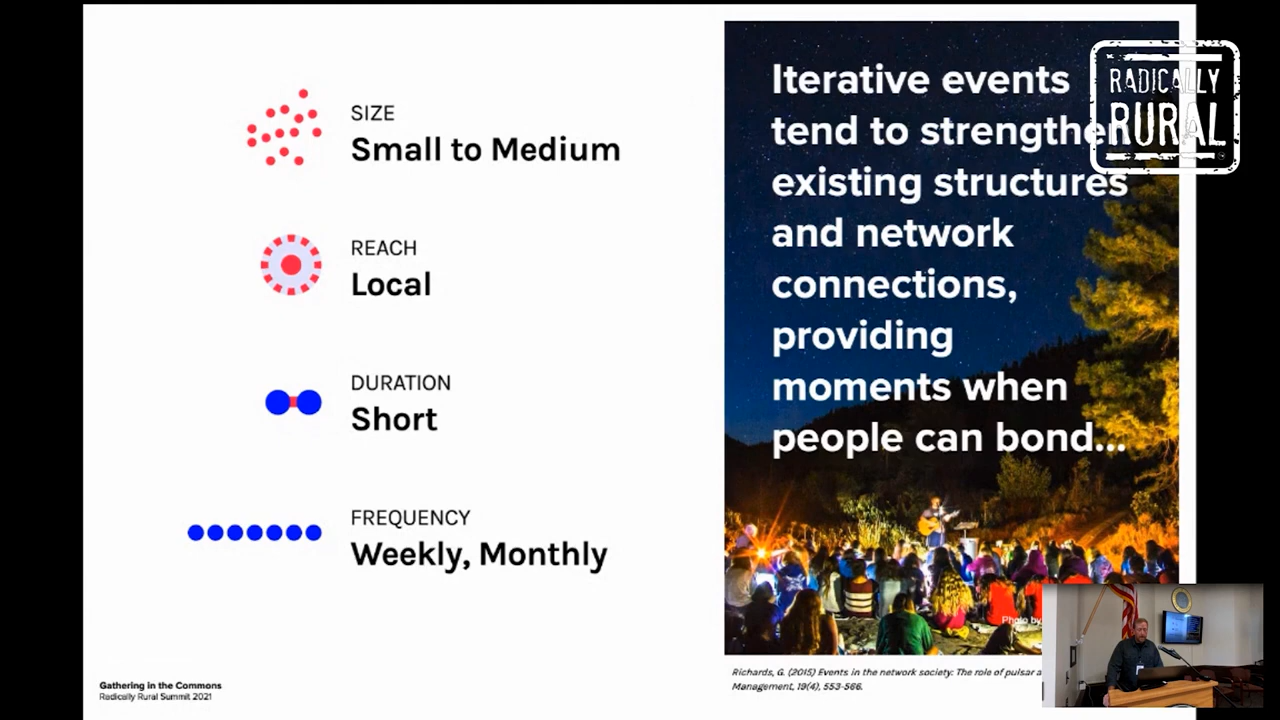 SIZE
Small to Medium
REACH
Local
DURATION
Short
FREQUENCY
Weekly, Monthly
Gathering in the Commons
Radically Rural Summit 2021
Iterative events
tend to strengthen
existing structures
and network
connections,
providing
moments when
people can bond...
Photo by
Richards, G. (2015) Events in the network society: The role of pulsar a
Management, 19(4), 553-566.
RADICALLY
RURAL